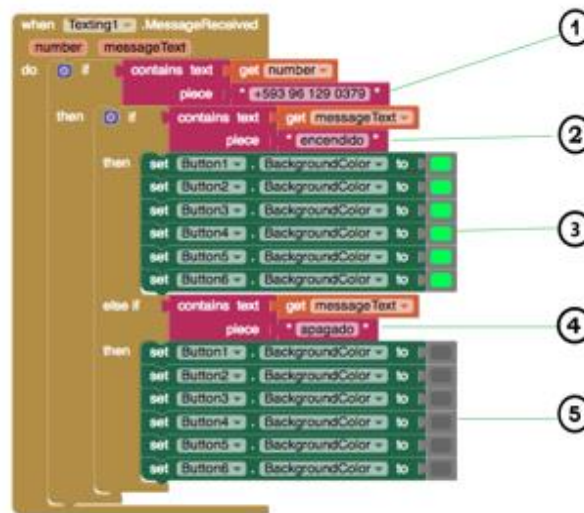 when Texting1 .MessageReceived
number messageText
do if contains text get number
piece " +593 96 129 0379 "
then if contains text get messageText
piece " encendido "
then set Button1 . BackgroundColor to
set Button2 . BackgroundColor to
set Button3 . BackgroundColor to
set Button4 . BackgroundColor to
set Button5 . BackgroundColor to
set Button6 . BackgroundColor to
else if contains text get messageText
piece " apagado "
then set Button1 . BackgroundColor to
set Button2 . BackgroundColor to
set Button3 . BackgroundColor to
set Button4 . BackgroundColor to
set Button5 . BackgroundColor to
set Button6 . BackgroundColor to
1
2
3
4
5